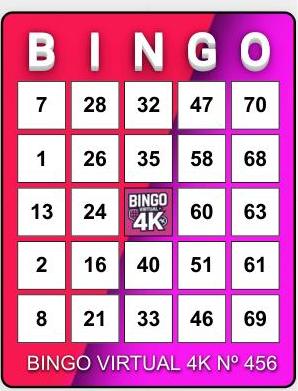 BINGO
7 28 32 47 70
1 26 35 58 68
13 24 BINGO VIRTUAL 4K 60 63
2 16 40 51 61
8 21 33 46 69
BINGO VIRTUAL 4K Nº 456